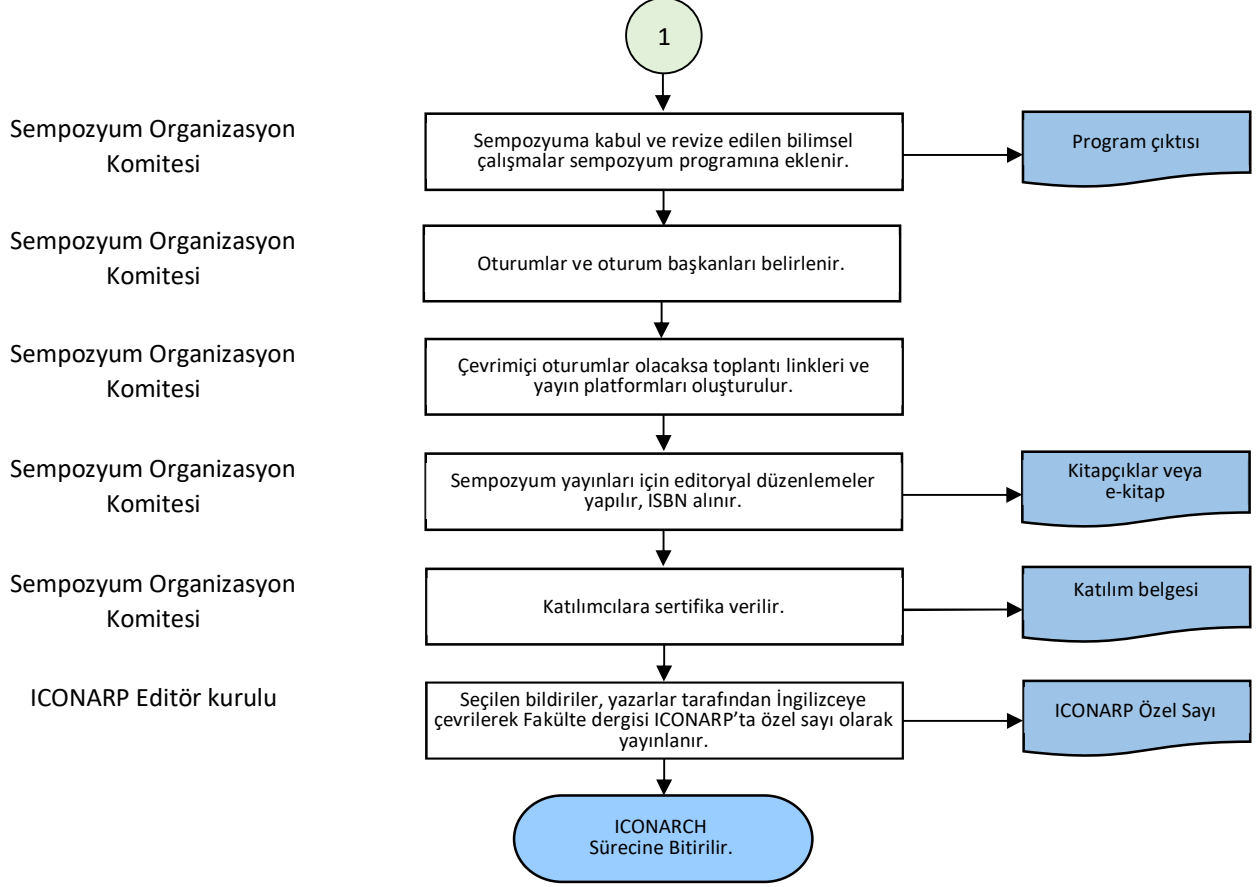 1
Sempozyum Organizasyon
Komitesi
Sempozyuma kabul ve revize edilen bilimsel
çalışmalar sempozyum programına eklenir.
Program çıktısı
Sempozyum Organizasyon
Komitesi
Oturumlar ve oturum başkanları belirlenir.
Sempozyum Organizasyon
Komitesi
Çevrimiçi oturumlar olacaksa toplantı linkleri ve
yayın platformları oluşturulur.
Sempozyum Organizasyon
Komitesi
Sempozyum yayınları için editoryal düzenlemeler
yapılır, ISBN alınır.
Kitapçıklar veya
e-kitap
Sempozyum Organizasyon
Komitesi
Katılımcılara sertifika verilir.
Katılım belgesi
ICONARP Editör kurulu
Seçilen bildiriler, yazarlar tarafından İngilizceye
çevrilerek Fakülte dergisi ICONARP’ta özel sayı olarak
yayınlanır.
ICONARP Özel Sayı
ICONARCH
Sürecine Bitirilir.